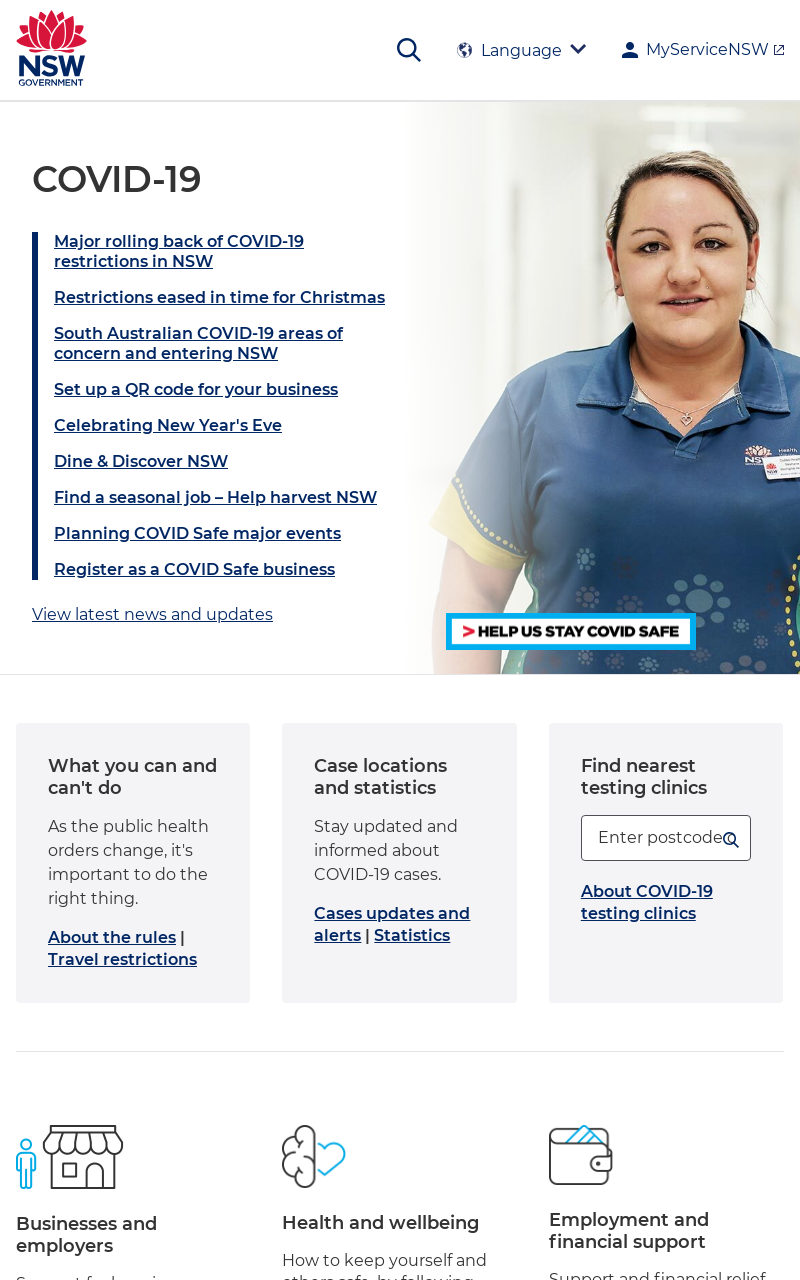 NSW
GOVERNMENT
Language
MyServiceNSW
COVID-19
Major rolling back of COVID-19
restrictions in NSW
Restrictions eased in time for Christmas
South Australian COVID-19 areas of
concern and entering NSW
Set up a QR code for your business
Celebrating New Year's Eve
Dine & Discover NSW
Find a seasonal job – Help harvest NSW
Planning COVID Safe major events
Register as a COVID Safe business
View latest news and updates
NSW
Health
> HELP US STAY COVID SAFE
What you can and
can't do
As the public health
orders change, it's
important to do the
right thing.
About the rules |
Travel restrictions
Case locations
and statistics
Stay updated and
informed about
COVID-19 cases.
Cases updates and
alerts | Statistics
Find nearest
testing clinics
Enter postcode
About COVID-19
testing clinics
Businesses and
employers
Health and wellbeing
How to keep yourself and
Employment and
financial support
Support and financial relief